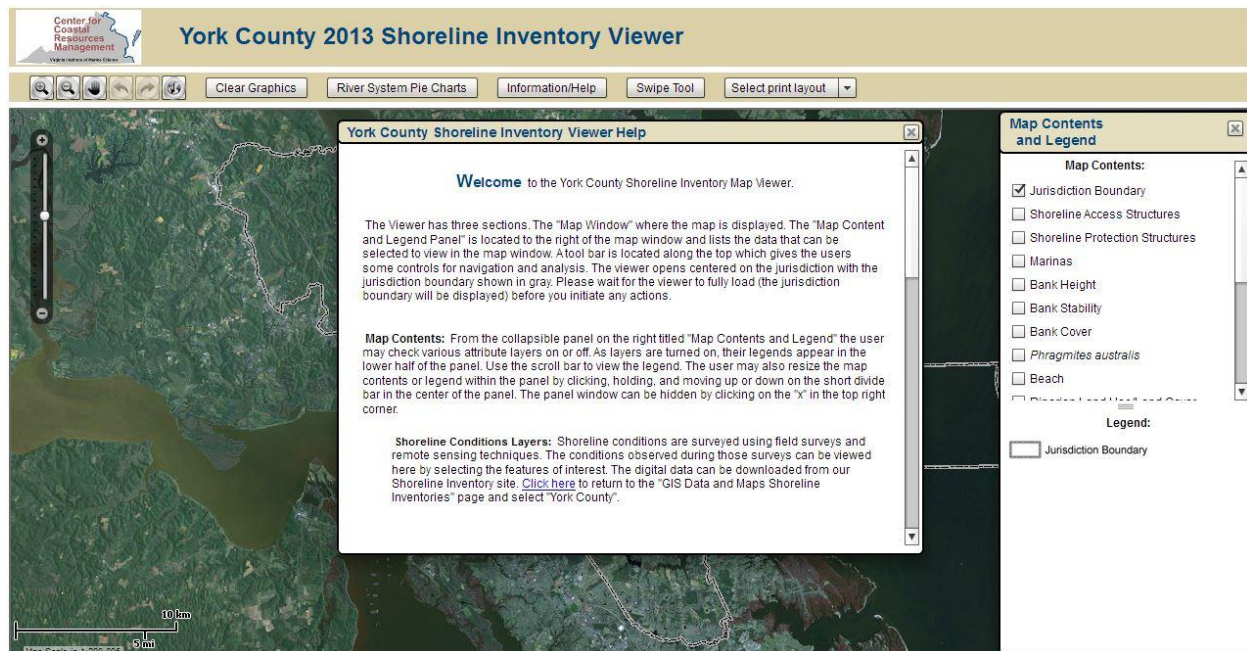 Center for
Coastal
Resources
Management
Virginia Institute of Marine Science
York County 2013 Shoreline Inventory Viewer
Clear Graphics
River System Pie Charts
Information/Help
Swipe Tool
Select print layout
York County Shoreline Inventory Viewer Help
Welcome to the York County Shoreline Inventory Map Viewer.
The Viewer has three sections. The "Map Window" where the map is displayed. The "Map Content
and Legend Panel" is located to the right of the map window and lists the data that can be
selected to view in the map window. A tool bar is located along the top which gives the users
some controls for navigation and analysis. The viewer opens centered on the jurisdiction with the
jurisdiction boundary shown in gray. Please wait for the viewer to fully load (the jurisdiction
boundary will be displayed) before you initiate any actions.
Map Contents: From the collapsible panel on the right titled "Map Contents and Legend" the user
may check various attribute layers on or off. As layers are turned on, their legends appear in the
lower half of the panel. Use the scroll bar to view the legend. The user may also resize the map
contents or legend within the panel by clicking, holding, and moving up or down on the short divide
bar in the center of the panel. The panel window can be hidden by clicking on the "x" in the top right
corner.
Shoreline Conditions Layers: Shoreline conditions are surveyed using field surveys and
remote sensing techniques. The conditions observed during those surveys can be viewed
here by selecting the features of interest. The digital data can be downloaded from our
Shoreline Inventory site. Click here to return to the "GIS Data and Maps Shoreline
Inventories" page and select "York County".
Map Contents
and Legend
Map Contents:
Jurisdiction Boundary
Shoreline Access Structures
Shoreline Protection Structures
Marinas
Bank Height
Bank Stability
Bank Cover
Phragmites australis
Beach
Legend:
Jurisdiction Boundary
10 km
5 mi